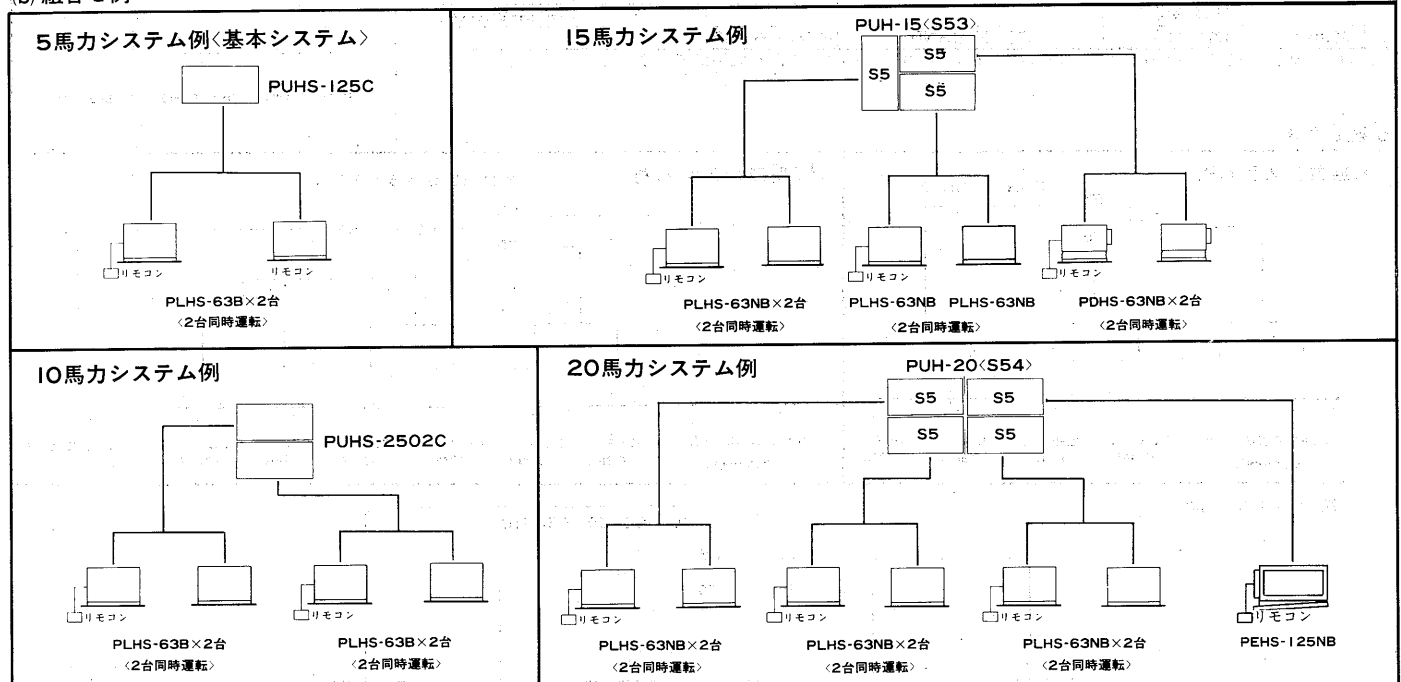 (b) 組合せ例
5馬力システム例〈基本システム〉
PUHS-125C
リモコン
リモコン
PLHS-63B×2台
〈2台同時運転〉
15馬力システム例
PUH-15〈S53〉
S5
S5
S5
リモコン
リモコン
リモコン
PLHS-63NB×2台
〈2台同時運転〉
PLHS-63NB PLHS-63NB
〈2台同時運転〉
PDHS-63NB×2台
〈2台同時運転〉
10馬力システム例
PUHS-2502C
リモコン
リモコン
PLHS-63B×2台
〈2台同時運転〉
PLHS-63B×2台
〈2台同時運転〉
20馬力システム例
PUH-20〈S54〉
S5
S5
S5
S5
リモコン
リモコン
リモコン
リモコン
PLHS-63NB×2台
〈2台同時運転〉
PLHS-63NB×2台
〈2台同時運転〉
PLHS-63NB×2台
〈2台同時運転〉
PEHS-125NB